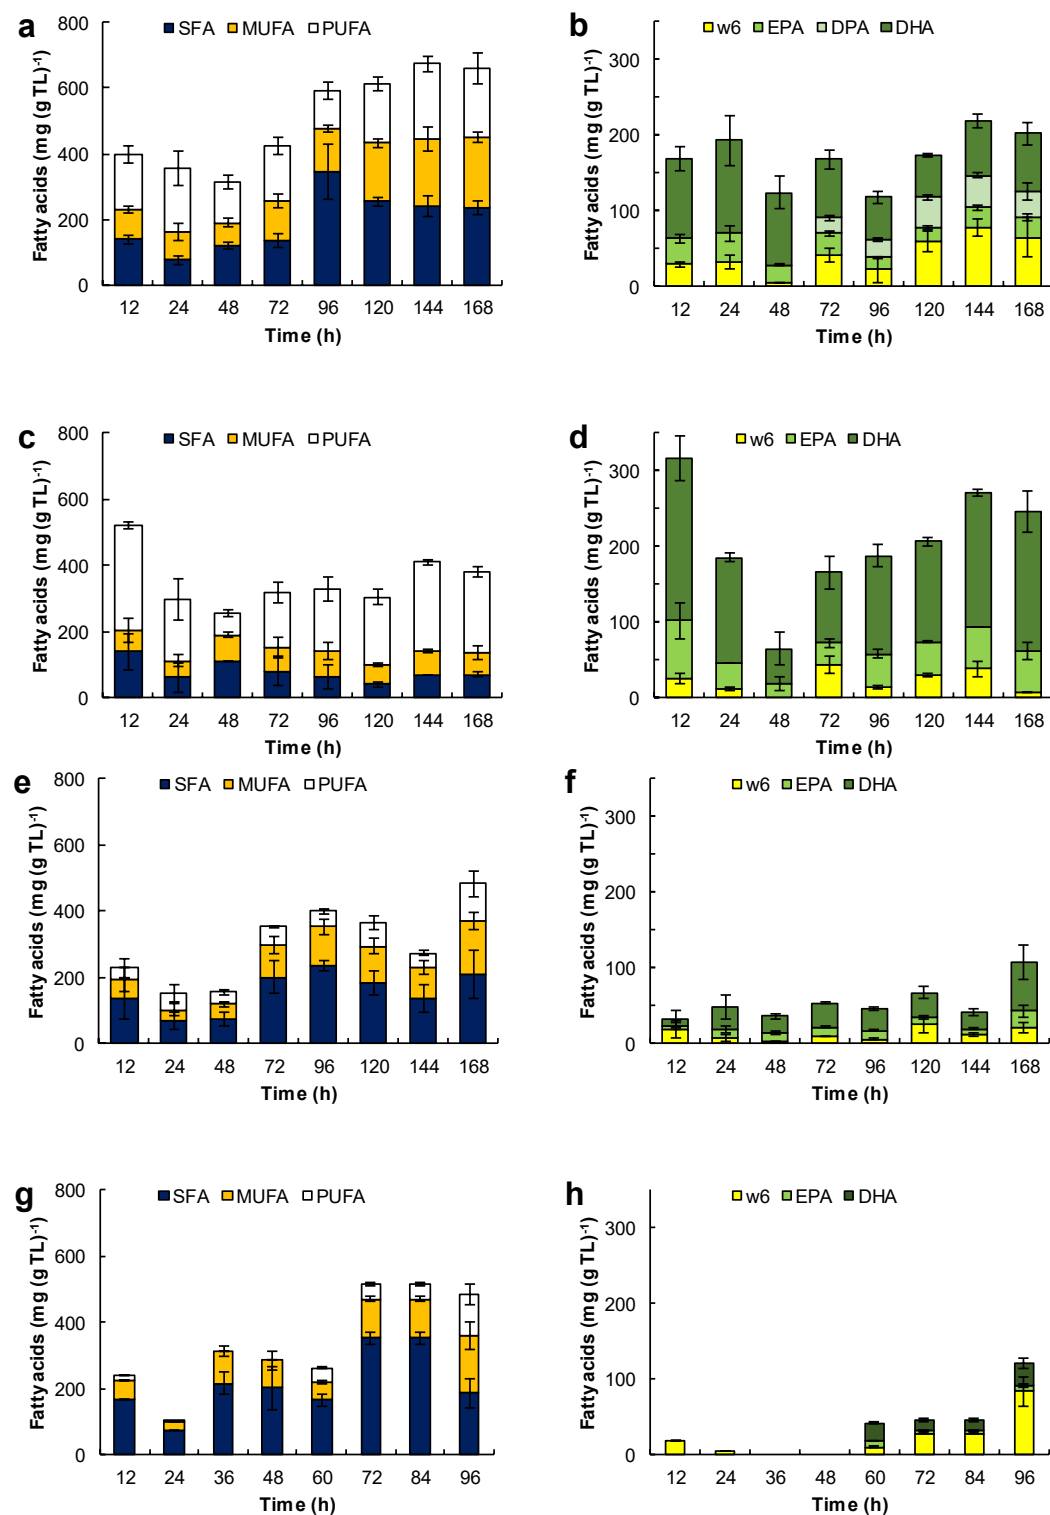 a
SFA MUFA PUFA
Fatty acids (mg (g TL)-1)
800
600
400
200
0
12 24 48 72 96 120 144 168
Time (h)
b
w6 EPA DPA DHA
Fatty acids (mg (g TL)-1)
300
200
100
0
12 24 48 72 96 120 144 168
Time (h)
c
SFA MUFA PUFA
Fatty acids (mg (g TL)-1)
800
600
400
200
0
12 24 48 72 96 120 144 168
Time (h)
d
w6 EPA DHA
Fatty acids (mg (g TL)-1)
300
200
100
0
12 24 48 72 96 120 144 168
Time (h)
e
SFA MUFA PUFA
Fatty acids (mg (g TL)-1)
800
600
400
200
0
12 24 48 72 96 120 144 168
Time (h)
f
w6 EPA DHA
Fatty acids (mg (g TL)-1)
300
200
100
0
12 24 48 72 96 120 144 168
Time (h)
g
SFA MUFA PUFA
Fatty acids (mg (g TL)-1)
800
600
400
200
0
12 24 36 48 60 72 84 96
Time (h)
h
w6 EPA DHA
Fatty acids (mg (g TL)-1)
300
200
100
0
12 24 36 48 60 72 84 96
Time (h)